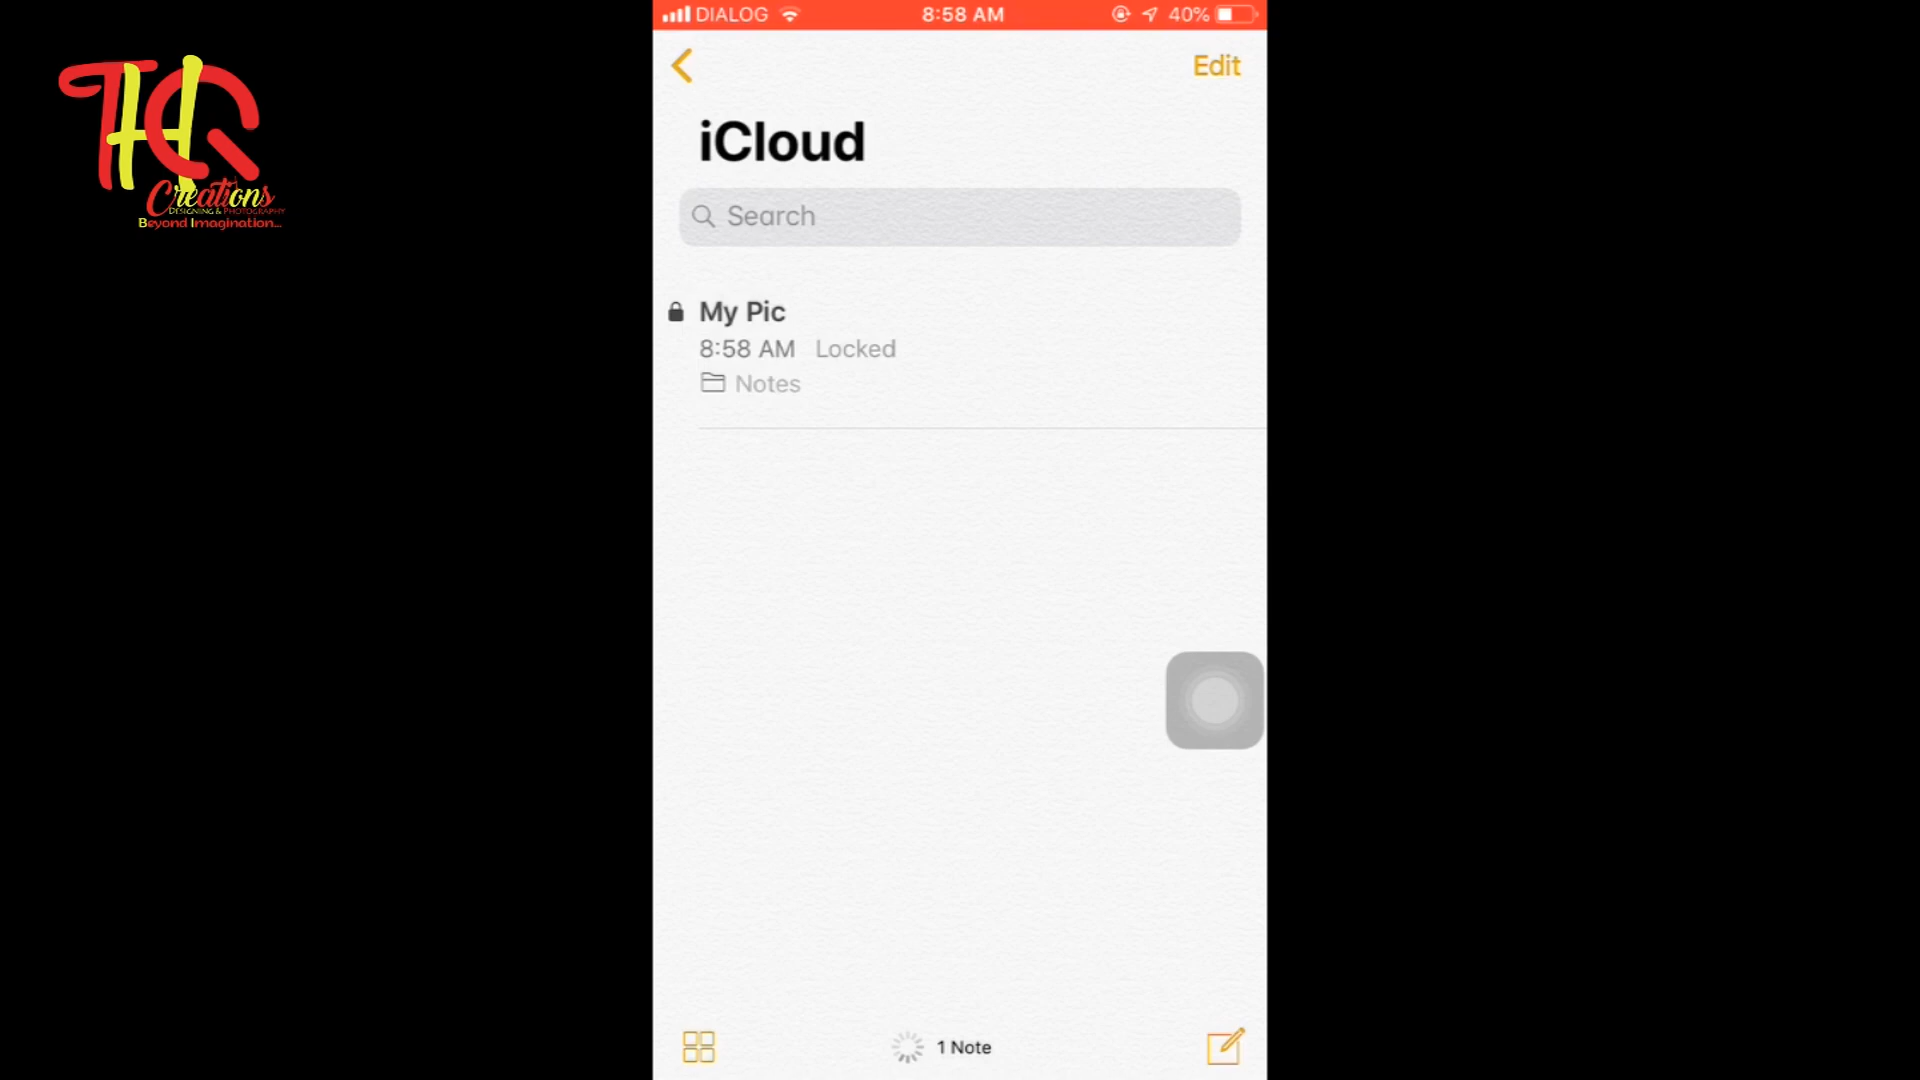 THQ
Creations
DESIGNING & PHOTOGRAPHY
Beyond Imagination...
DIALOG 8:58 AM 40%
Edit
iCloud
Search
My Pic
8:58 AM Locked
Notes
1 Note